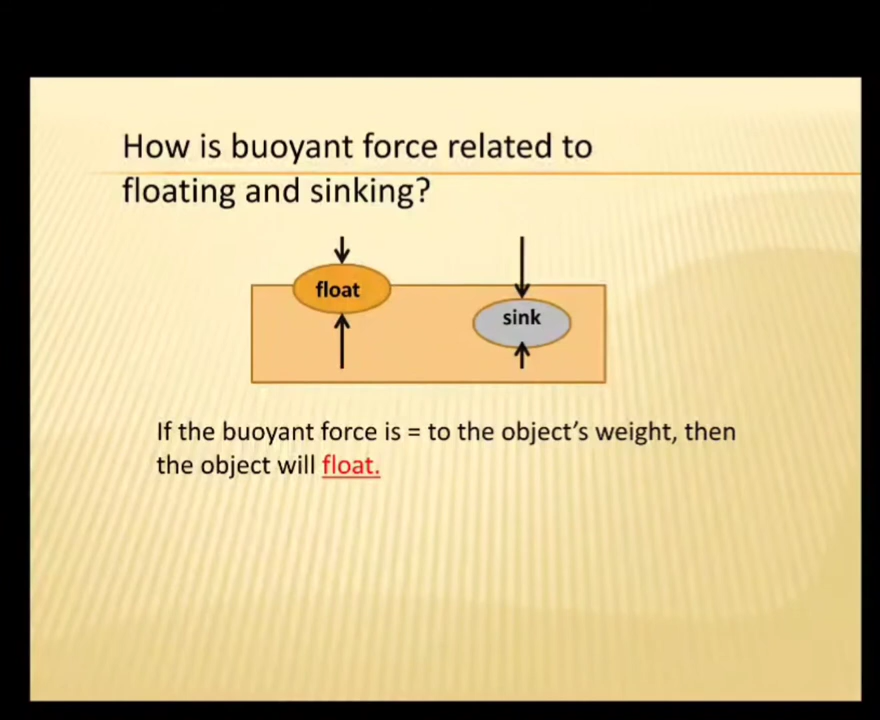 How is buoyant force related to
floating and sinking?
float
sink
If the buoyant force is = to the object’s weight, then
the object will float.